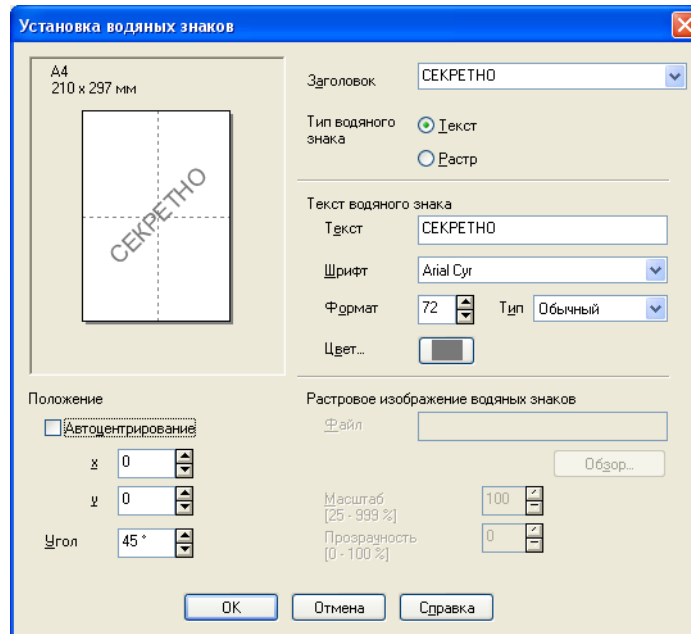 Установка водяных знаков
A4
210 x 297 мм
СЕКРЕТНО
Заголовок СЕКРЕТНО
Тип водяного знака
Текст
Растр
Текст водяного знака
Текст СЕКРЕТНО
Шрифт Arial Cyr
Формат 72 Тип Обычный
Цвет...
Положение
Автоцентрирование
x 0
y 0
Угол 45 °
Растровое изображение водяных знаков
Файл
Обзор...
Масштаб 100
[25 - 999 %]
Прозрачность 0
[0 - 100 %]
OK Отмена Справка